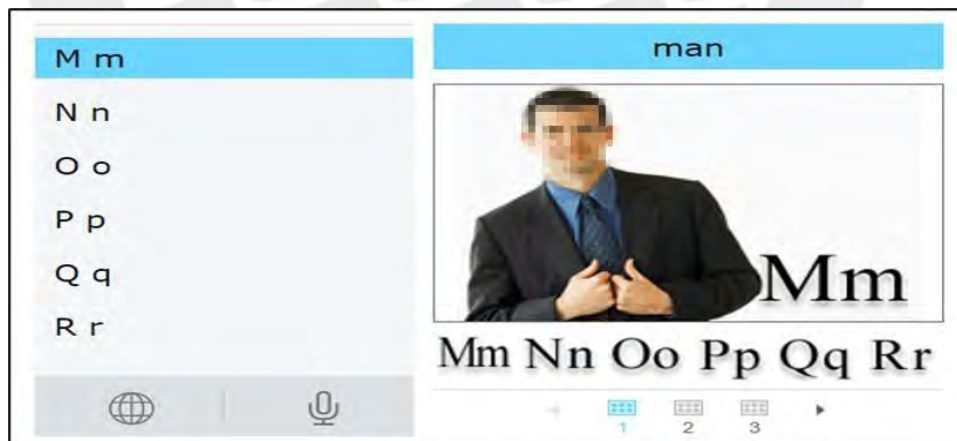 M m
N n
O o
P p
Q q
R r
man
Mm
Mm Nn Oo Pp Qq Rr
1 2 3